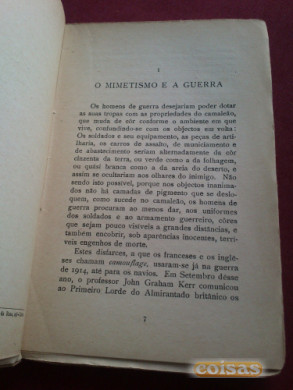 I
O MIMETISMO E A GUERRA
Os homens de guerra desejariam poder dotar
as suas tropas com as propriedades do camaleão,
que muda de côr conforme o ambiente em que
vive, confundindo-se com os objectos em volta:
Os soldados e seu equipamento, as peças de arti-
lharia, os carros de assalto, de municiamento e
de abastecimento seriam alternadamente da côr
cinzenta da terra, ou verde como a da folhagem,
ou quási branca como a da areia do deserto, e
assim se ocultariam aos olhares do inimigo. Não
sendo isto possível, porque nos objectos manima-
dos não há camadas de pigmento que se deslo-
quem, como sucede no camaleão, os homens de
guerra procuram ao menos dar, aos uniformes
dos soldados e ao armamento guerreiro, côres
que sejam pouco visíveis a grandes distâncias, e
também encobrir, sob aparências inocentes, terrí-
veis engenhos de morte.
Estes disfarces, a que os franceses e os ingle-
ses chamam camouflage, usaram-se já na guerra
de 1914, até para os navios. Em Setembro desse
ano, o professor John Graham Kerr comunicou
ao Primeiro Lorde do Almirantado britânico os
7
coisas